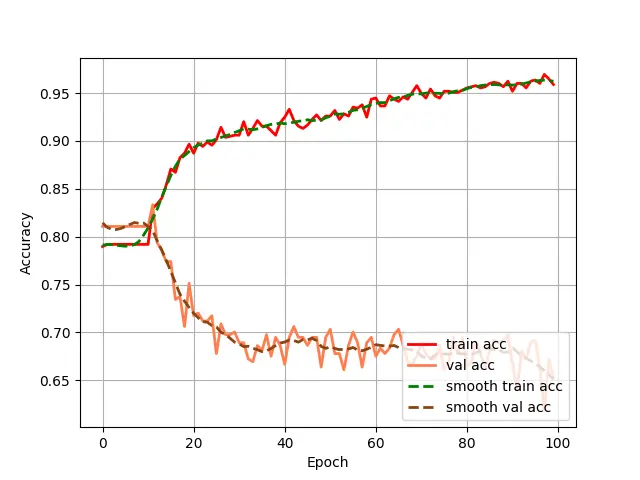 0.95
0.90
0.85
0.80
0.75
0.70
0.65
Accuracy
0 20 40 60 80 100
Epoch
train acc
val acc
smooth train acc
smooth val acc